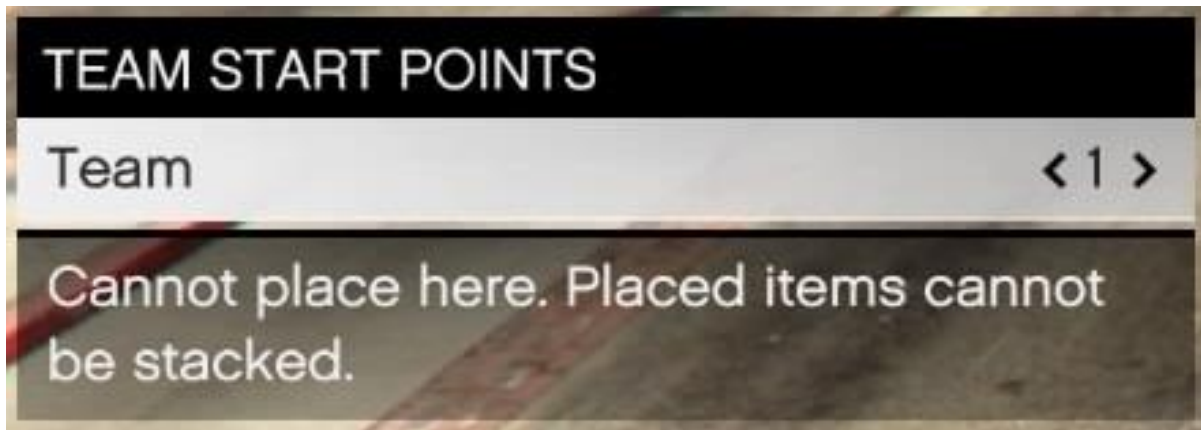 TEAM START POINTS
Team < 1 >
Cannot place here. Placed items cannot
be stacked.